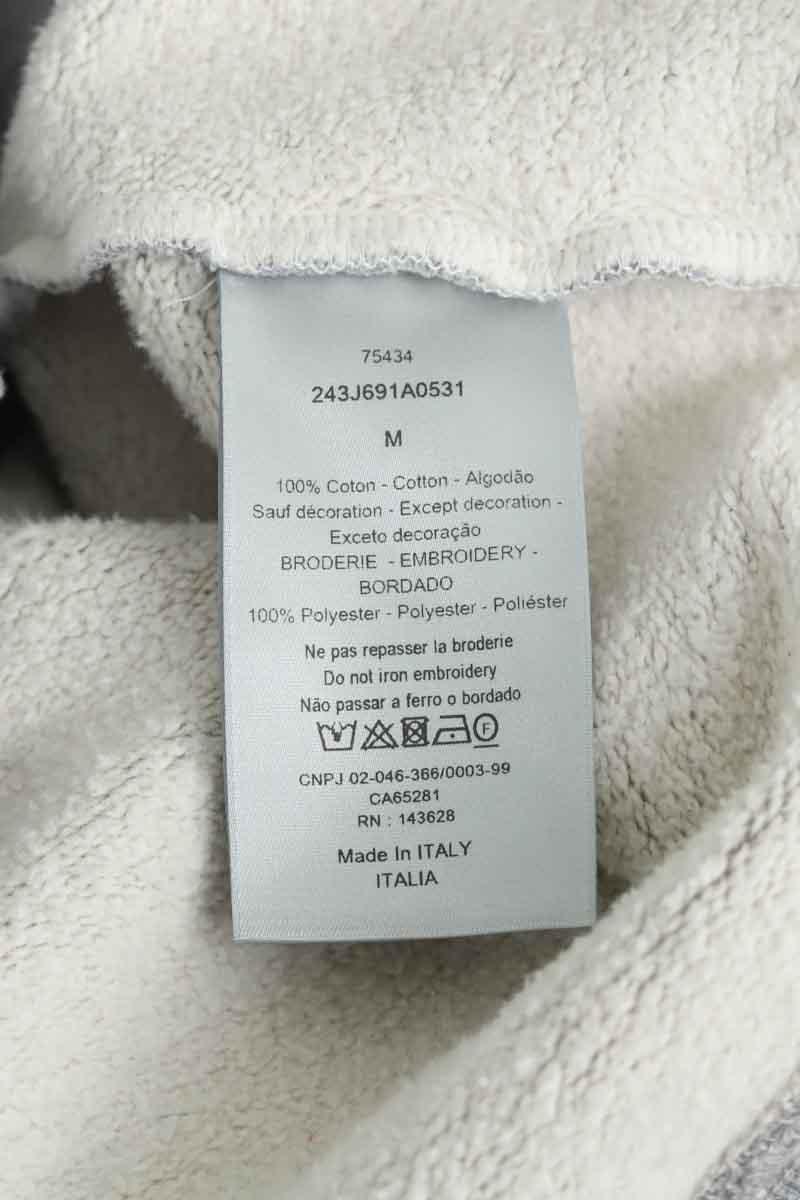 75434
243J691A0531
M
100% Coton - Cotton - Algodão
Sauf décoration - Except decoration -
Exceto decoração
BRODERIE - EMBROIDERY -
BORDADO
100% Polyester - Polyester - Poliéster
Ne pas repasser la broderie
Do not iron embroidery
Não passar a ferro o bordado
F
CNPJ 02-046-366/0003-99
CA65281
RN : 143628
Made In ITALY
ITALIA